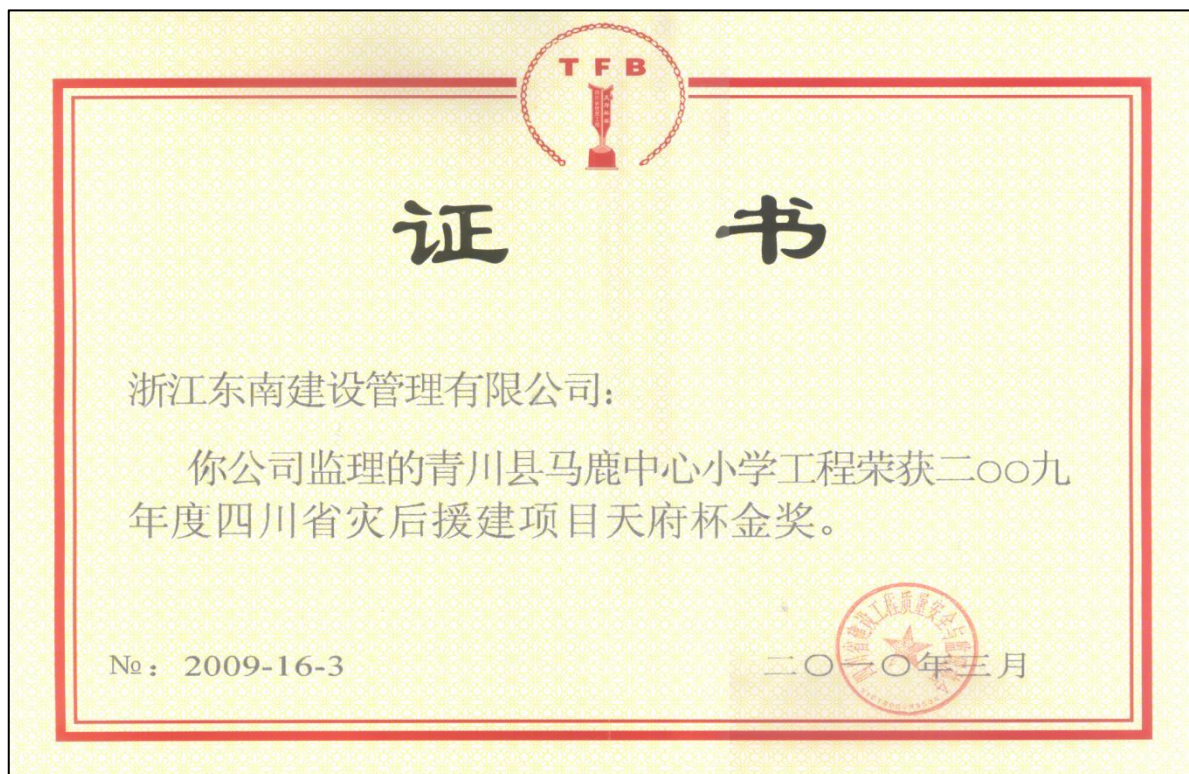 TFB
证 书
浙江东南建设管理有限公司：
你公司监理的青川县马鹿中心小学工程荣获二○○九
年度四川省灾后援建项目天府杯金奖。
№：2009-16-3
二〇一〇年三月